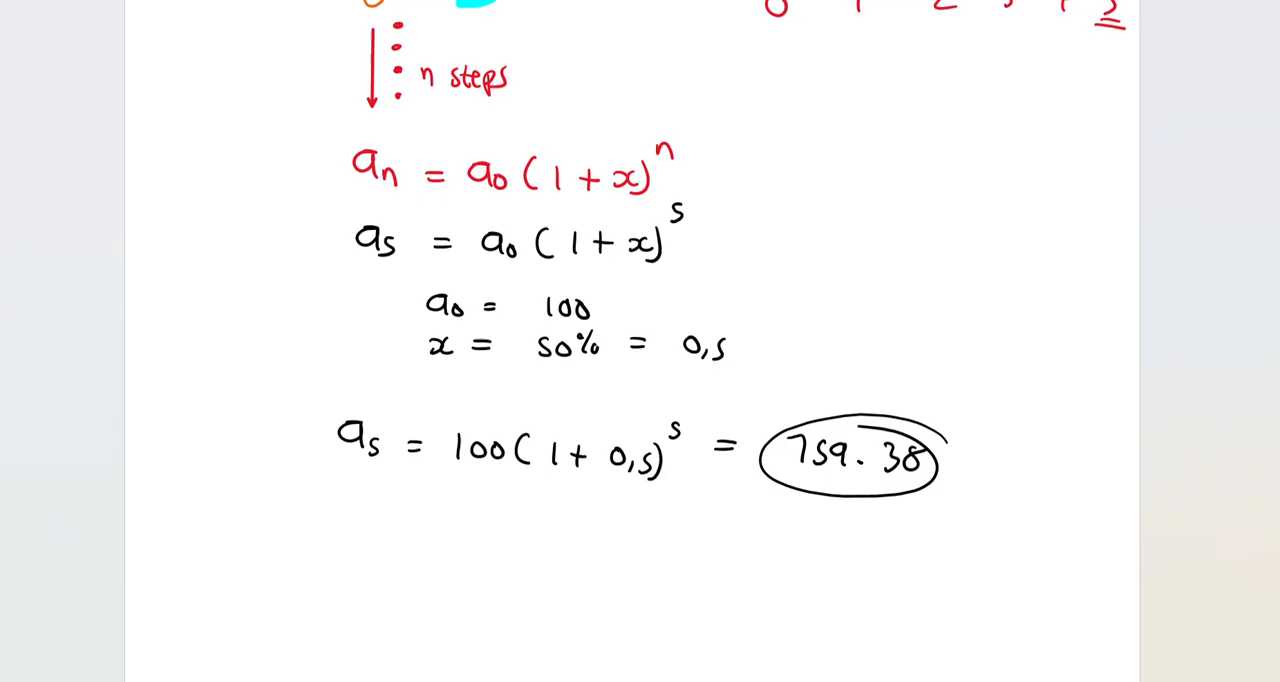 n steps
aₙ = a₀ (1 + x)ⁿ
a₅ = a₀ (1 + x)⁵
a₀ = 100
x = 50% = 0,5
a₅ = 100 (1 + 0,5)⁵ = 759.38